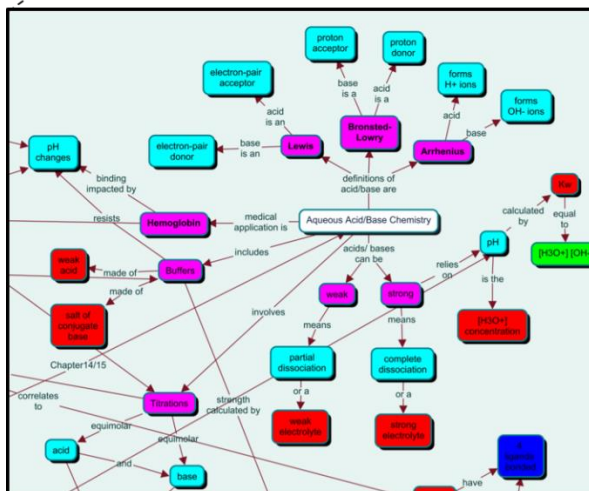 proton
acceptor
proton
donor
electron-pair
acceptor
base
is a
acid
is a
forms
H+ ions
forms
OH- ions
acid
is an
acid
base
electron-pair
donor
base
is an
Lewis
Bronsted-
Lowry
Arrhenius
pH
changes
binding
impacted by
definitions of
acid/base are
Kw
resists
Hemoglobin
medical
application is
Aqueous Acid/Base Chemistry
calculated
by
equal
to
includes
acids/ bases
can be
pH
[H3O+] [OH-
weak
acid
made of
Buffers
relies
on
is the
made of
weak
strong
salt of
conjugate
base
involves
means
means
[H3O+]
concentration
partial
dissociation
complete
dissociation
Chapter14/15
or a
or a
correlates
to
Titrations
strength
calculated by
weak
electrolyte
strong
electrolyte
equimolar
equimolar
acid
and
base
have
bonded